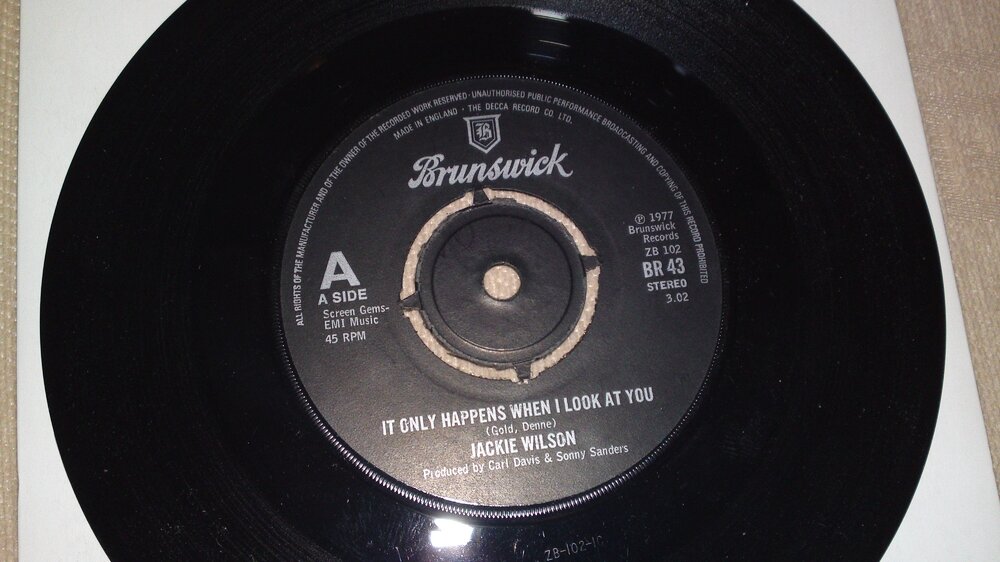 ALL RIGHTS OF THE MANUFACTURER AND OF THE OWNER OF THE RECORDED WORK RESERVED · UNAUTHORISED PUBLIC PERFORMANCE BROADCASTING AND COPYING OF THIS RECORD PROHIBITED
MADE IN ENGLAND · THE DECCA RECORD CO LTD.
B
Brunswick
A
A SIDE
Screen Gems-
EMI Music
45 RPM
℗ 1977
Brunswick
Records
ZB 102
BR 43
STEREO
3.02
IT ONLY HAPPENS WHEN I LOOK AT YOU
(Gold, Denne)
JACKIE WILSON
Produced by Carl Davis & Sonny Sanders